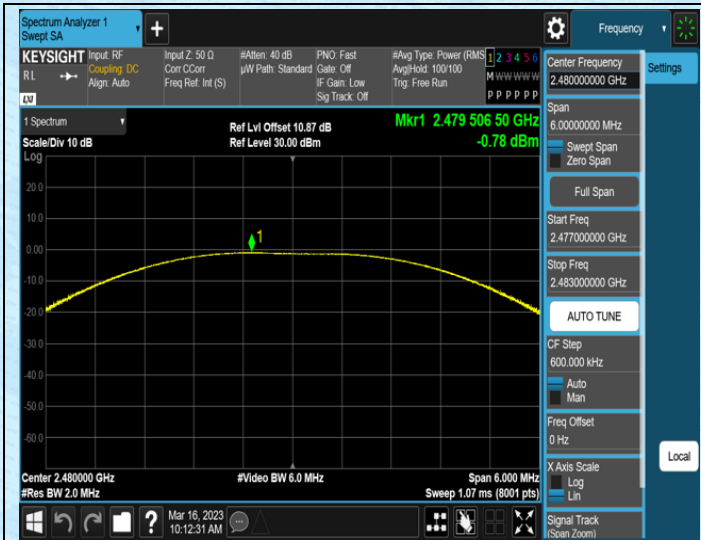 Spectrum Analyzer 1
Swept SA
Frequency
KEYSIGHT
RL
LXI
Input: RF
Coupling: DC
Align: Auto
Input Z: 50 Ω
Corr CCorr
Freq Ref: Int (S)
#Atten: 40 dB
µW Path: Standard
PNO: Fast
Gate: Off
IF Gain: Low
Sig Track: Off
#Avg Type: Power (RMS
Avg|Hold: 100/100
Trig: Free Run
1 2 3 4 5 6
M W W W W W
P P P P P P
1 Spectrum
Scale/Div 10 dB
Ref Lvl Offset 10.87 dB
Ref Level 30.00 dBm
Mkr1 2.479 506 50 GHz
-0.78 dBm
Log
20.0
10.0
0.00
-10.0
-20.0
-30.0
-40.0
-50.0
-60.0
1
Center 2.480000 GHz
#Res BW 2.0 MHz
#Video BW 6.0 MHz
Span 6.000 MHz
Sweep 1.07 ms (8001 pts)
?
Mar 16, 2023
10:12:31 AM
Center Frequency
2.480000000 GHz
Settings
Span
6.00000000 MHz
Swept Span
Zero Span
Full Span
Start Freq
2.477000000 GHz
Stop Freq
2.483000000 GHz
AUTO TUNE
CF Step
600.000 kHz
Auto
Man
Freq Offset
0 Hz
X Axis Scale
Log
Lin
Local
Signal Track
(Span Zoom)